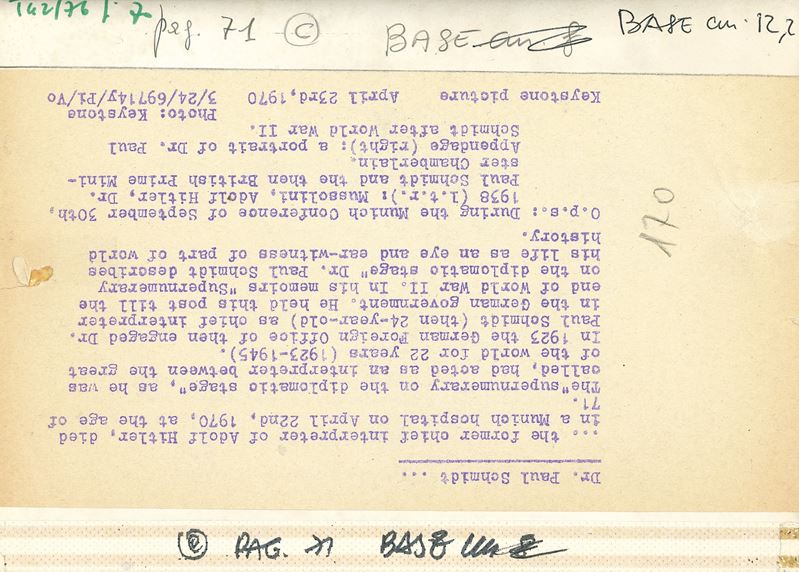 142/76 f. 7
pag. 71 C BASE
BASE cm. 12,2
Dr. Paul Schmidt ...
... the former chief interpreter of Adolf Hitler, died
in a Munich hospital on April 22nd, 1970, at the age of
71.
The"supernumerary on the diplomatic stage", as he was
called, had acted as an interpreter between the great
of the world for 22 years (1923-1945).
In 1923 the German Foreign Office of then engaged Dr.
Paul Schmidt (then 24-year-old) as chief interpreter
in the German government. He held this post till the
end of World War II. In his memoirs "Supernumerary
on the diplomatic stage" Dr. Paul Schmidt describes
his life as an eye and ear-witness of part of world
history.
O.p.s.: During the Munich Conference of September 30th,
1938 (l.t.r.): Mussolini, Adolf Hitler, Dr.
Paul Schmidt and the then British Prime Mini-
ster Chamberlain.
Appendage (right): a portrait of Dr. Paul
Schmidt after World War II.
Photo: Keystone
Keystone picture April 23rd,1970 3/24/69714y/Pi/Vo
170
PAG. 71 BASE